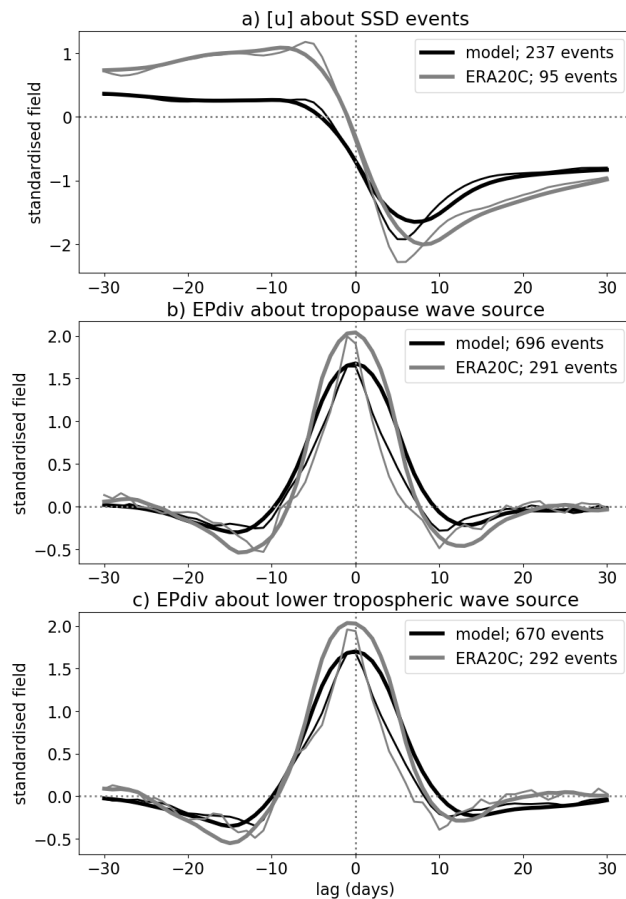 a) [u] about SSD events
model; 237 events
ERA20C; 95 events
standardised field
1
0
−1
−2
−30 −20 −10 0 10 20 30
b) EPdiv about tropopause wave source
model; 696 events
ERA20C; 291 events
standardised field
2.0
1.5
1.0
0.5
0.0
−0.5
−30 −20 −10 0 10 20 30
c) EPdiv about lower tropospheric wave source
model; 670 events
ERA20C; 292 events
standardised field
2.0
1.5
1.0
0.5
0.0
−0.5
−30 −20 −10 0 10 20 30
lag (days)